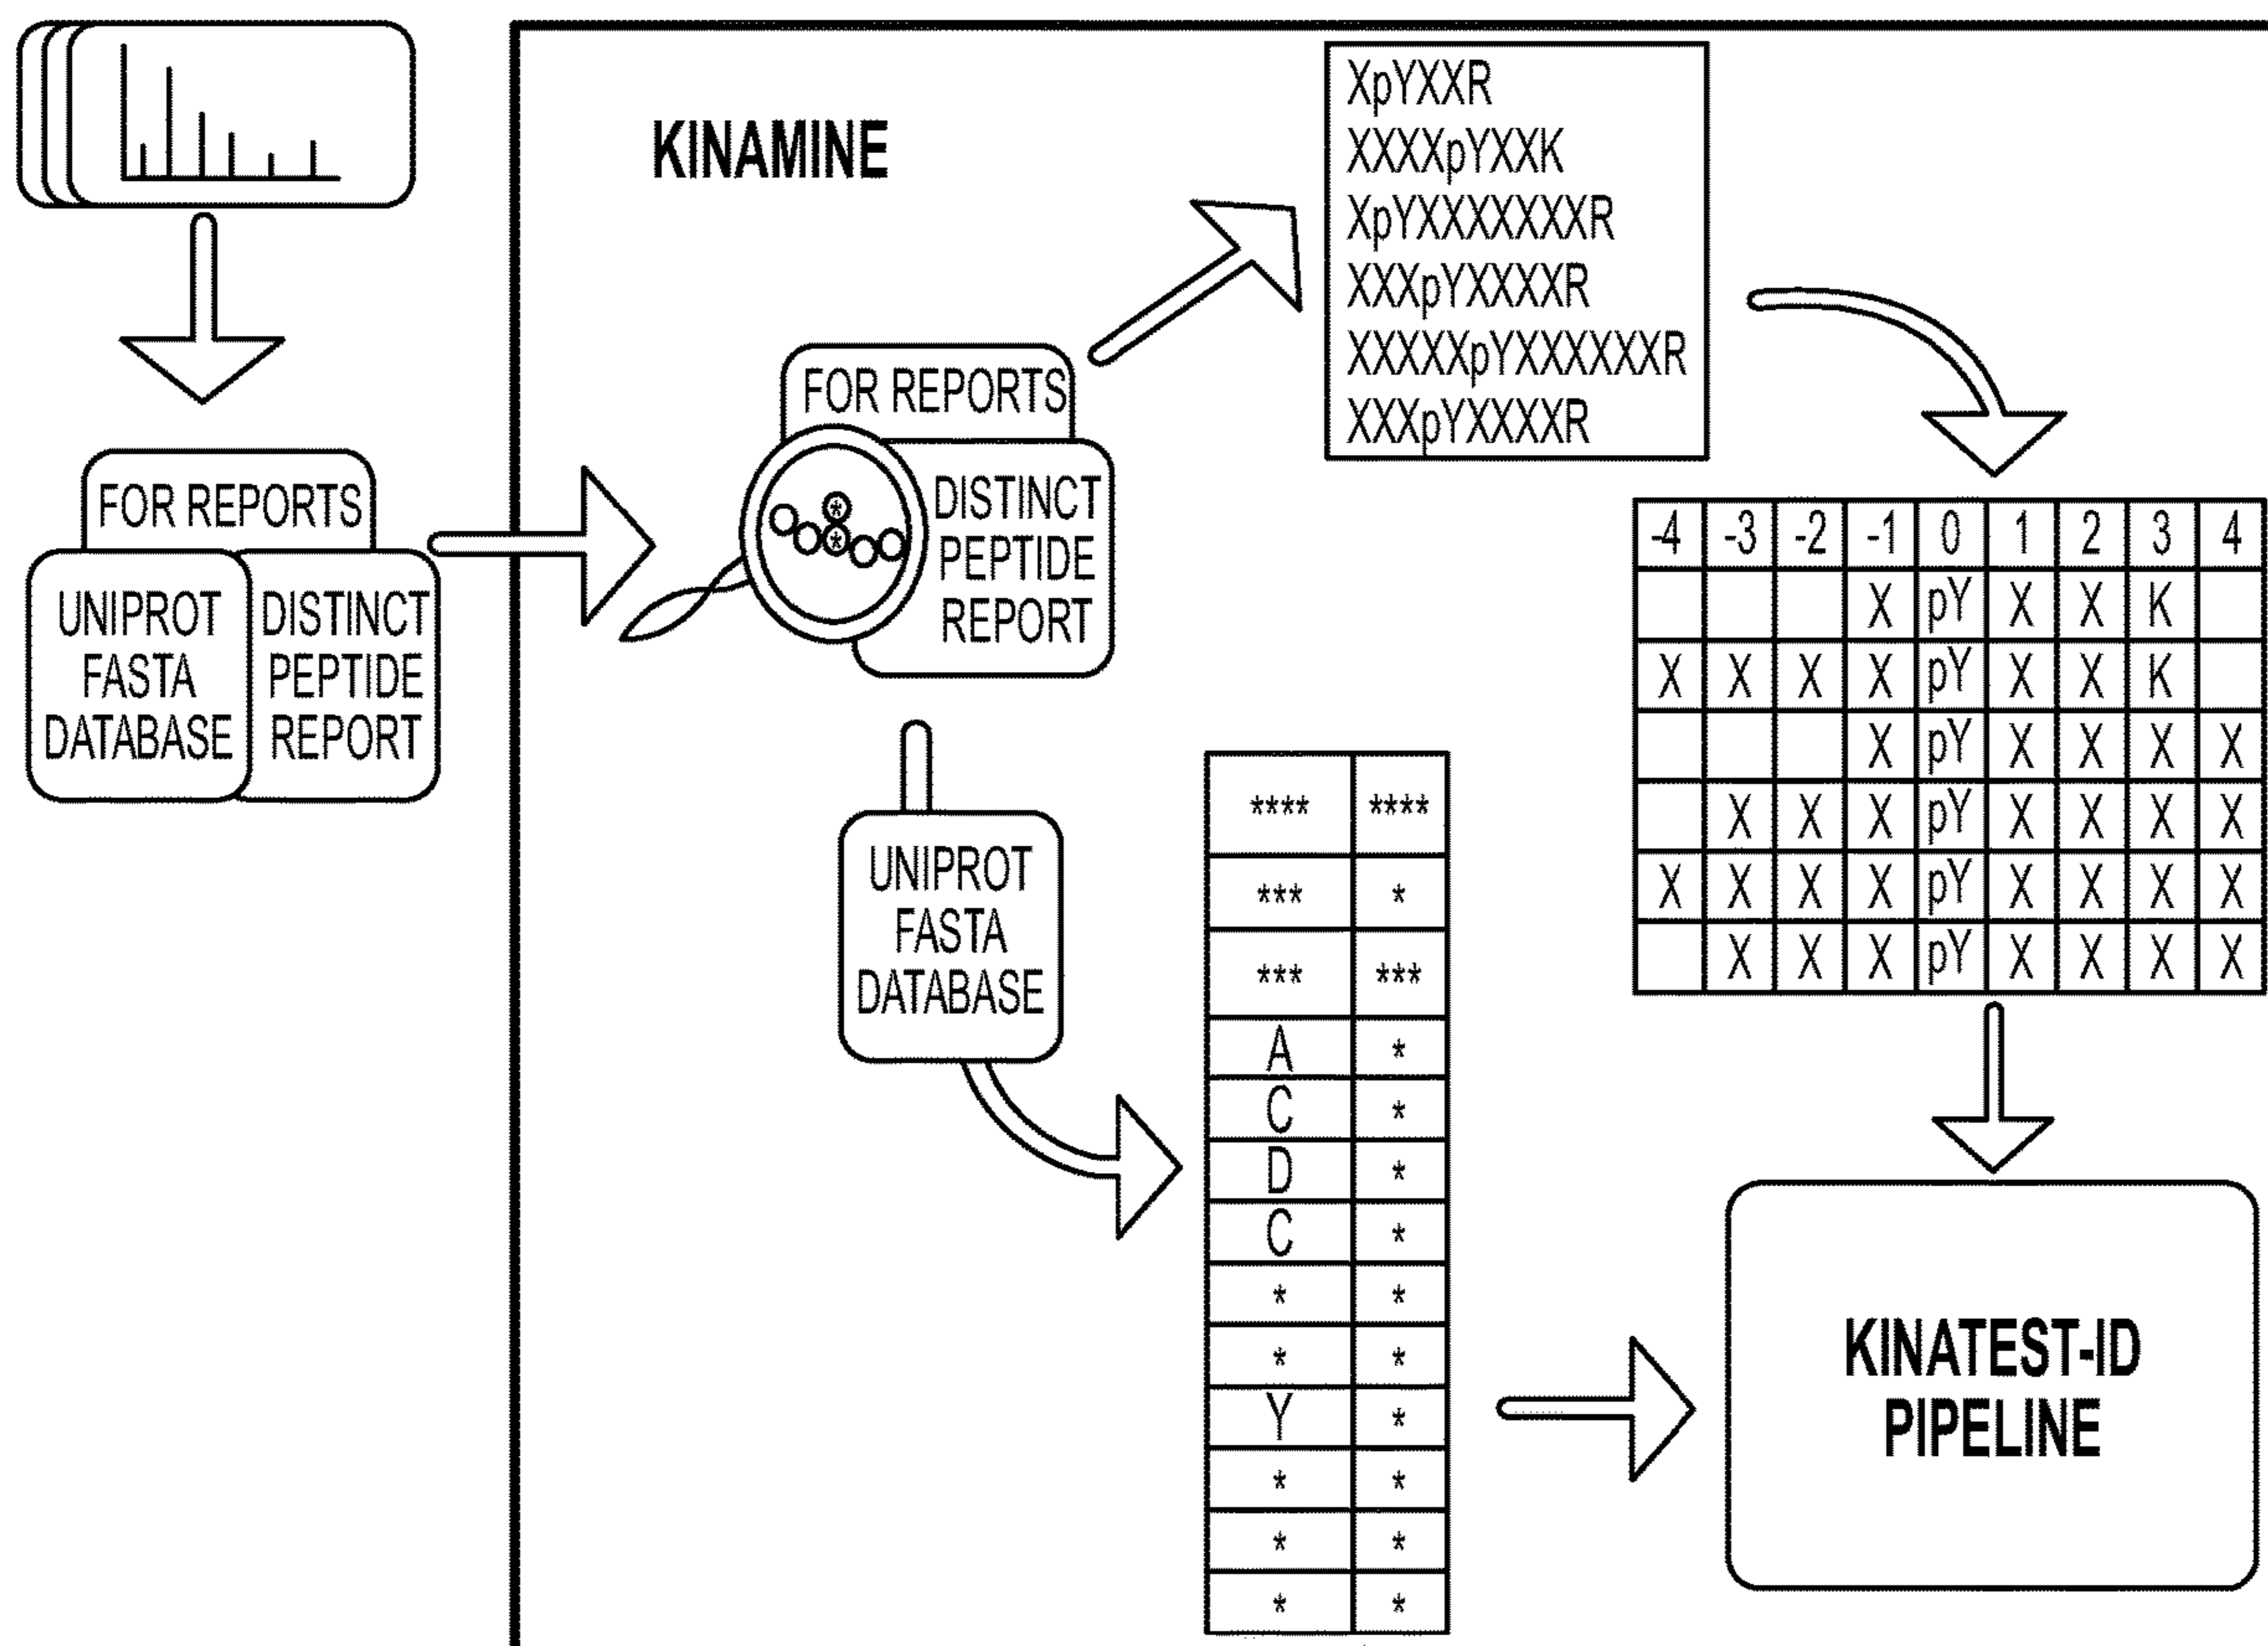 KINAMINE
XpYXXR
XXXXpYXXK
XpYXXXXXXXR
XXXpYXXXXR
XXXXXpYXXXXXXR
XXXpYXXXXR
FOR REPORTS
UNIPROT
FASTA
DATABASE
DISTINCT
PEPTIDE
REPORT
FOR REPORTS
DISTINCT
PEPTIDE
REPORT
UNIPROT
FASTA
DATABASE
**** ****
*** *
*** ***
A *
C *
D *
C *
* *
* *
Y *
* *
* *
* *
-4 -3 -2 -1 0 1 2 3 4
X pY X X K
X X X X pY X X K
X pY X X X X
X X X pY X X X X
X X X X pY X X X X
X X X pY X X X X
KINATEST-ID
PIPELINE